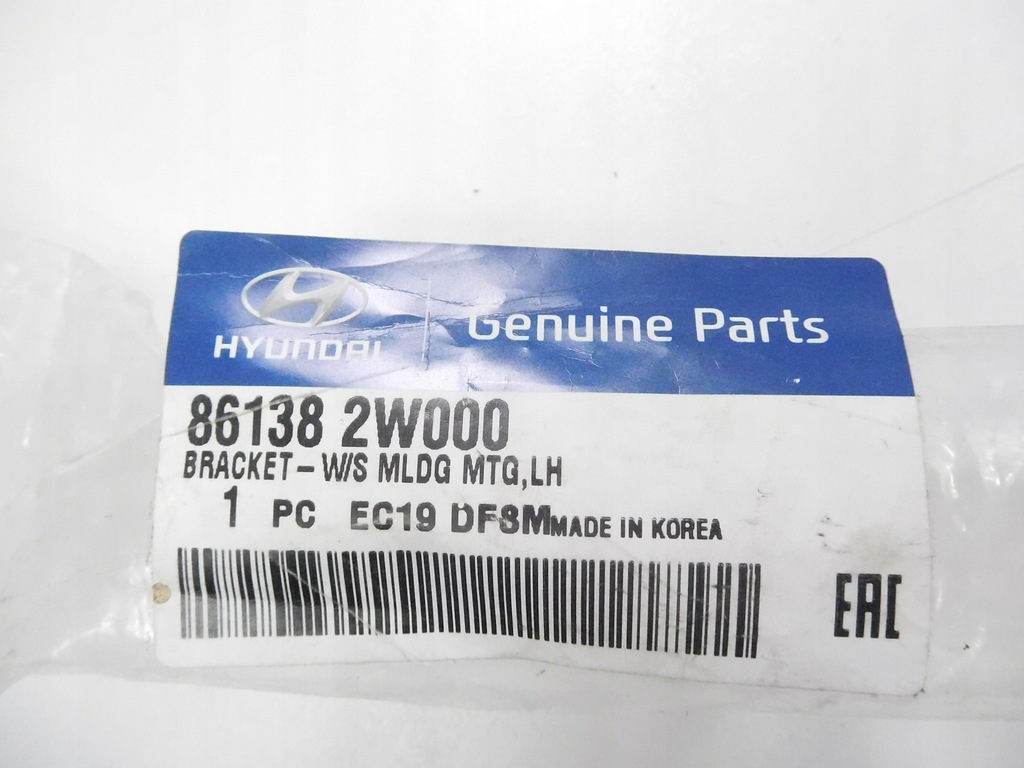 HYUNDAI
Genuine Parts
86138 2W000
BRACKET-W/S MLDG MTG,LH
1 PC EC19 DF8M MADE IN KOREA
EAC